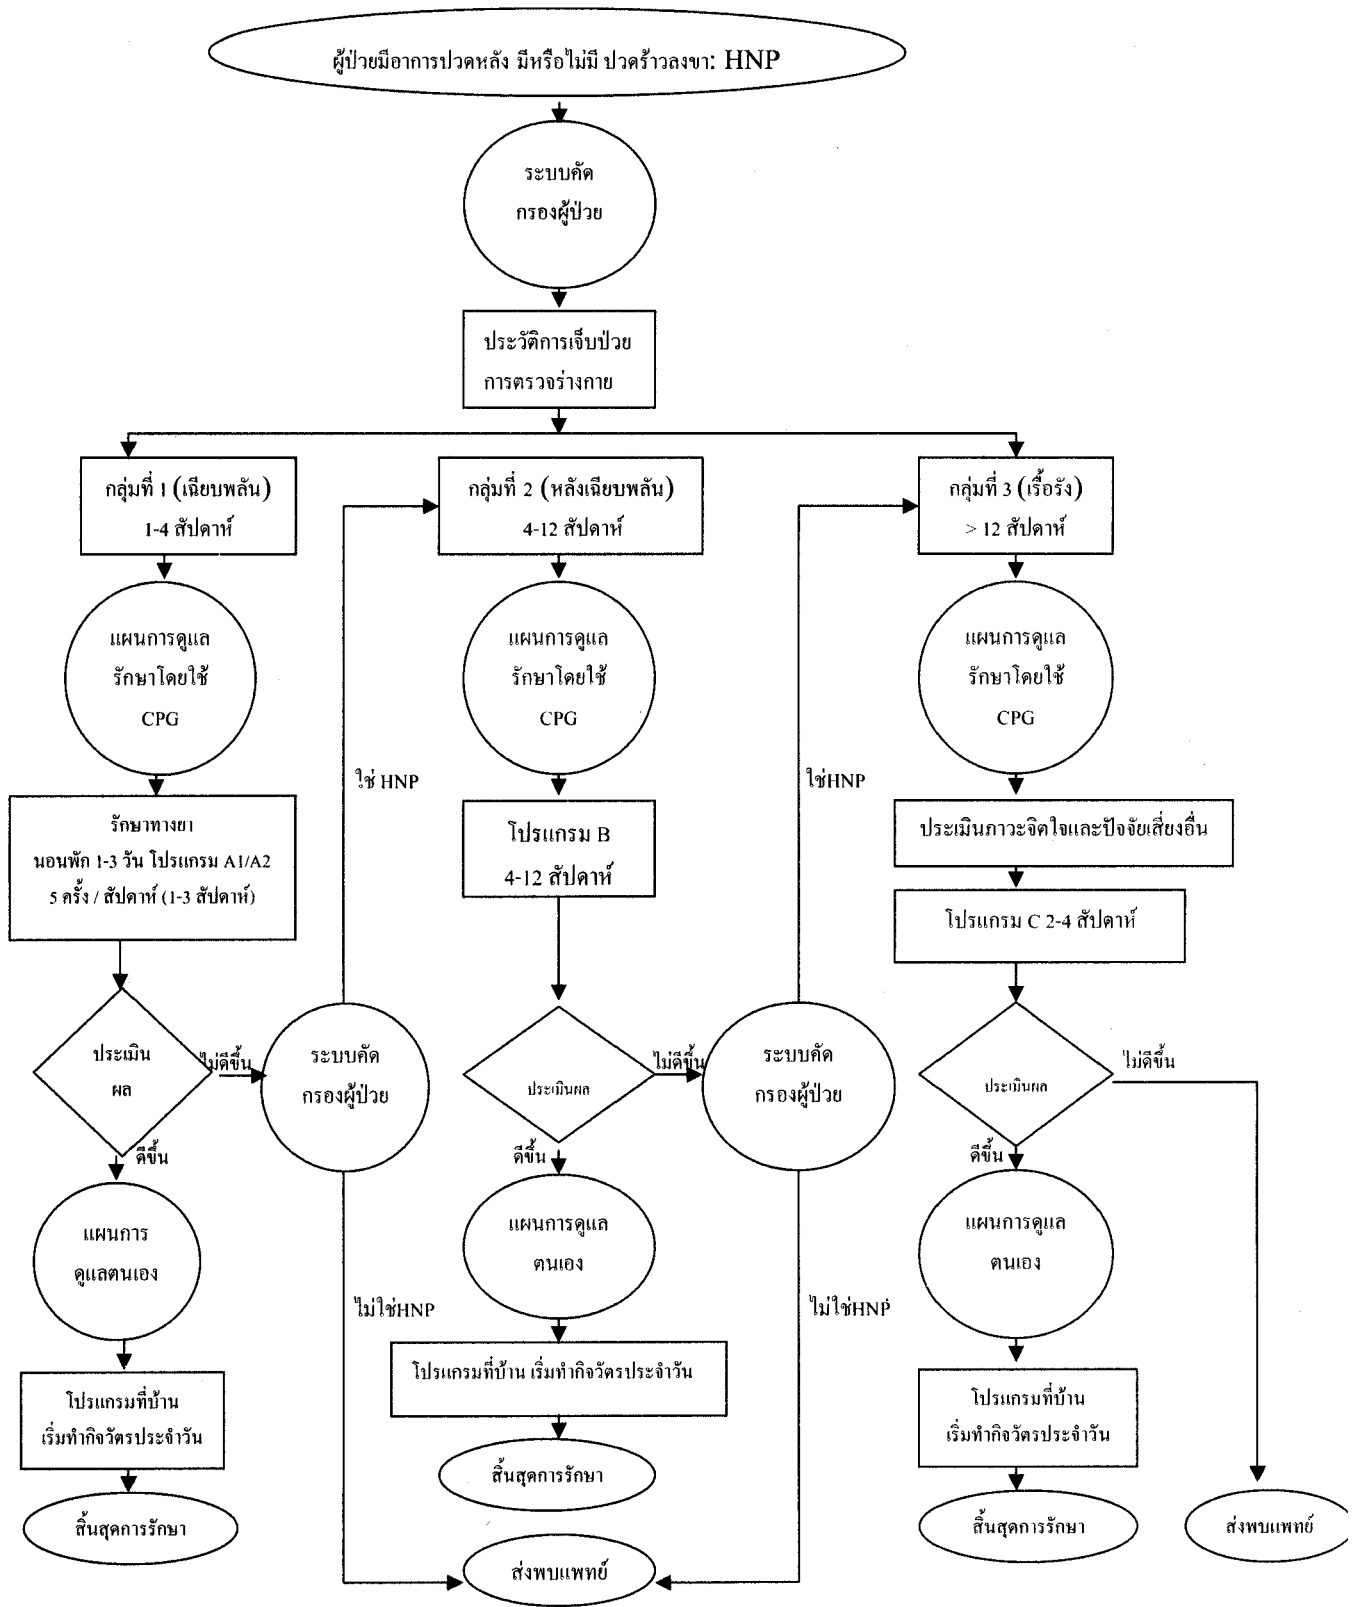 ผู้ป่วยมีอาการปวดหลัง มีหรือไม่มี ปวดร้าวลงขา: HNP
ระบบคัด
กรองผู้ป่วย
ประวัติการเจ็บป่วย
การตรวจร่างกาย
กลุ่มที่ 1 (เฉียบพลัน)
1-4 สัปดาห์
แผนการดูแล
รักษาโดยใช้
CPG
รักษาทางยา
นอนพัก 1-3 วัน โปรแกรม A1/A2
5 ครั้ง / สัปดาห์ (1-3 สัปดาห์)
ประเมิน
ผล
ไม่ดีขึ้น
ดีขึ้น
แผนการ
ดูแลตนเอง
โปรแกรมที่บ้าน
เริ่มทำกิจวัตรประจำวัน
สิ้นสุดการรักษา
ใช่ HNP
ระบบคัด
กรองผู้ป่วย
ไม่ใช่HNP
กลุ่มที่ 2 (หลังเฉียบพลัน)
4-12 สัปดาห์
แผนการดูแล
รักษาโดยใช้
CPG
โปรแกรม B
4-12 สัปดาห์
ประเมินผล
ไม่ดีขึ้น
ดีขึ้น
แผนการดูแล
ตนเอง
โปรแกรมที่บ้าน เริ่มทำกิจวัตรประจำวัน
สิ้นสุดการรักษา
ส่งพบแพทย์
ใช่HNP
ระบบคัด
กรองผู้ป่วย
ไม่ใช่HNP
กลุ่มที่ 3 (เรื้อรัง)
> 12 สัปดาห์
แผนการดูแล
รักษาโดยใช้
CPG
ประเมินภาวะจิตใจและปัจจัยเสี่ยงอื่น
โปรแกรม C 2-4 สัปดาห์
ประเมินผล
ไม่ดีขึ้น
ดีขึ้น
แผนการดูแล
ตนเอง
โปรแกรมที่บ้าน
เริ่มทำกิจวัตรประจำวัน
สิ้นสุดการรักษา
ส่งพบแพทย์